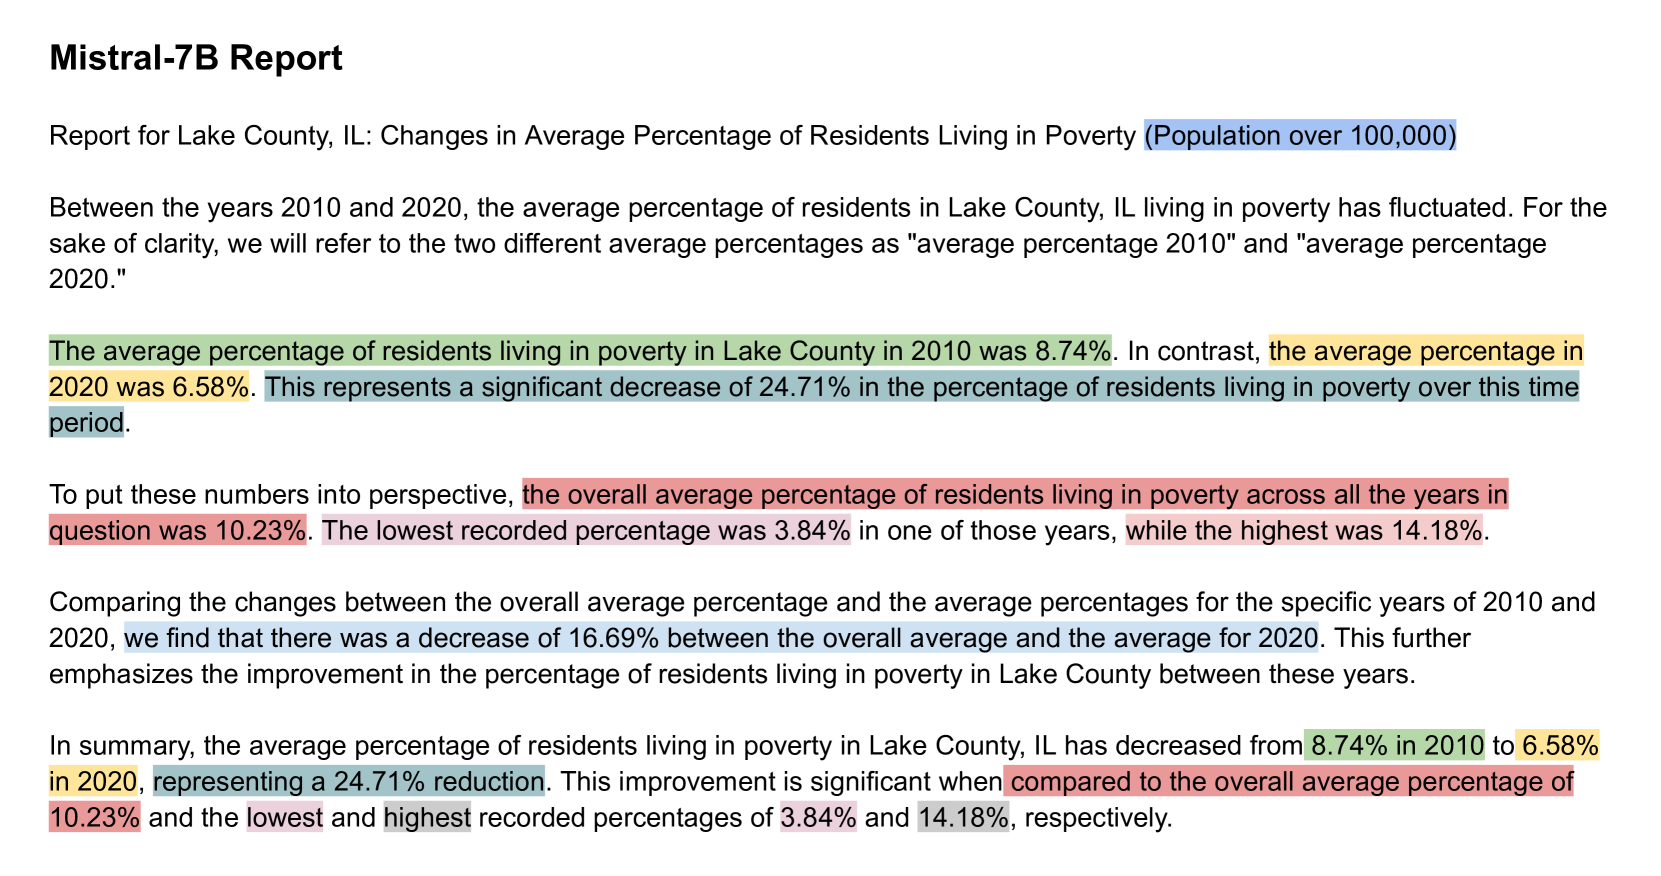 Mistral-7B Report
Report for Lake County, IL: Changes in Average Percentage of Residents Living in Poverty (Population over 100,000)
Between the years 2010 and 2020, the average percentage of residents in Lake County, IL living in poverty has fluctuated. For the
sake of clarity, we will refer to the two different average percentages as "average percentage 2010" and "average percentage
2020."
The average percentage of residents living in poverty in Lake County in 2010 was 8.74%. In contrast, the average percentage in
2020 was 6.58%. This represents a significant decrease of 24.71% in the percentage of residents living in poverty over this time
period.
To put these numbers into perspective, the overall average percentage of residents living in poverty across all the years in
question was 10.23%. The lowest recorded percentage was 3.84% in one of those years, while the highest was 14.18%.
Comparing the changes between the overall average percentage and the average percentages for the specific years of 2010 and
2020, we find that there was a decrease of 16.69% between the overall average and the average for 2020. This further
emphasizes the improvement in the percentage of residents living in poverty in Lake County between these years.
In summary, the average percentage of residents living in poverty in Lake County, IL has decreased from 8.74% in 2010 to 6.58%
in 2020, representing a 24.71% reduction. This improvement is significant when compared to the overall average percentage of
10.23% and the lowest and highest recorded percentages of 3.84% and 14.18%, respectively.